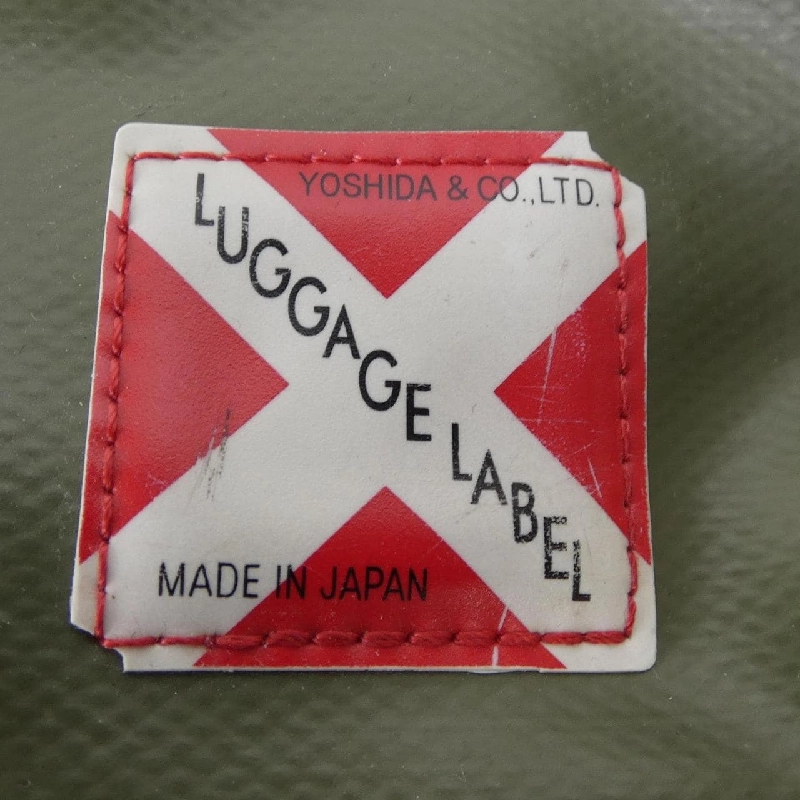 YOSHIDA & CO.,LTD.
LUGGAGE LABEL
MADE IN JAPAN